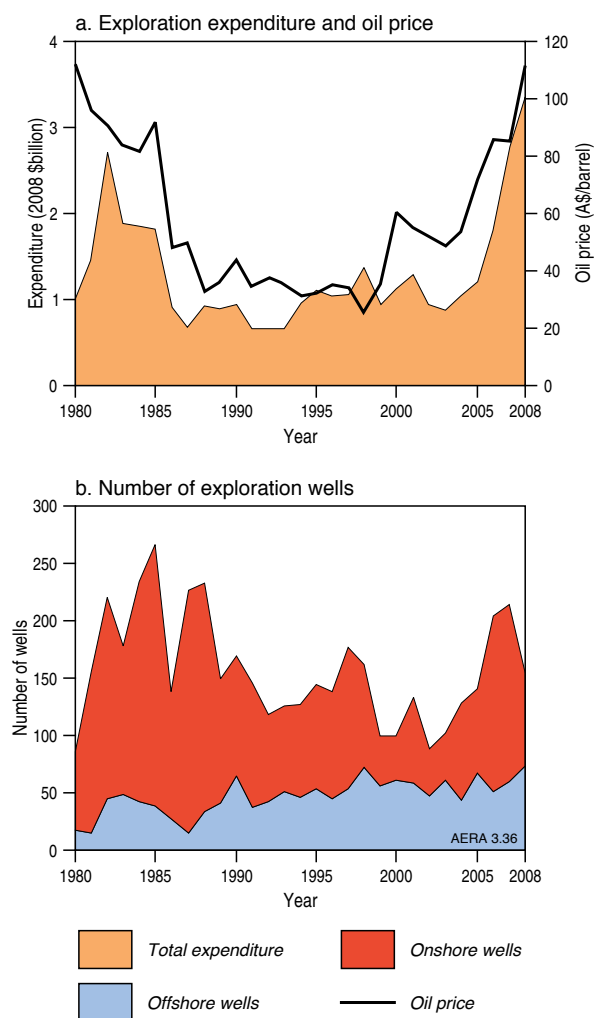 a. Exploration expenditure and oil price
4
3
2
1
0
Expenditure (2008 $billion)
120
100
80
60
40
20
0
Oil price (A$/barrel)
1980 1985 1990 1995 2000 2005 2008
Year
b. Number of exploration wells
300
250
200
150
100
50
0
Number of wells
AERA 3.36
1980 1985 1990 1995 2000 2005 2008
Year
Total expenditure
Onshore wells
Offshore wells
Oil price